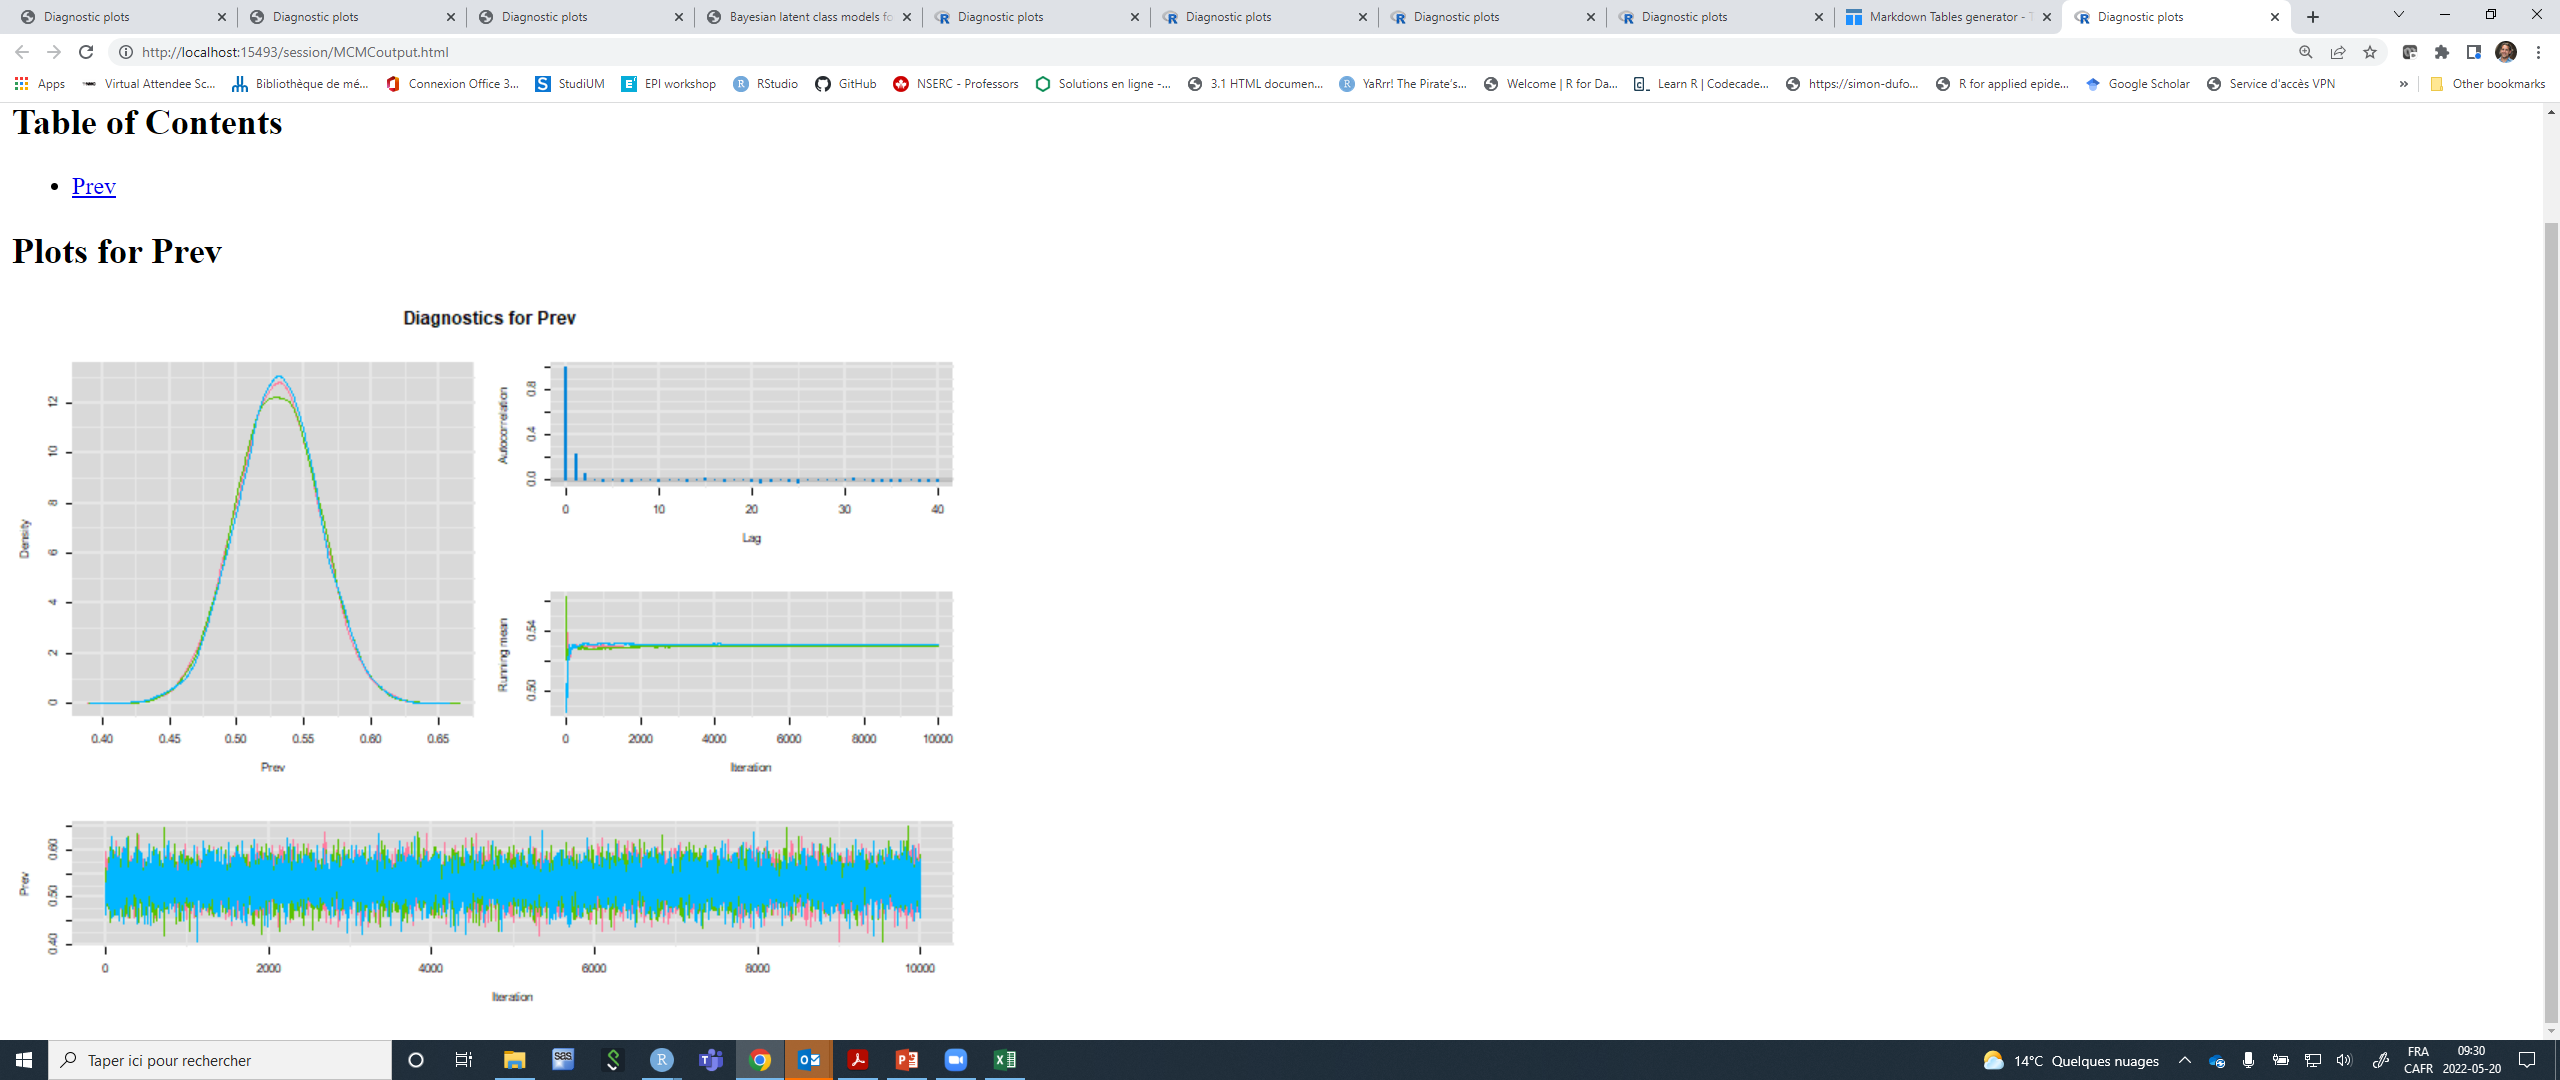 Diagnostic plots Diagnostic plots Diagnostic plots Bayesian latent class models fo Diagnostic plots Diagnostic plots Diagnostic plots Diagnostic plots Markdown Tables generator - T Diagnostic plots
http://localhost:15493/session/MCMCoutput.html
Apps Virtual Attendee Sc... Bibliothèque de mé... Connexion Office 3... StudiUM EPI workshop RStudio GitHub NSERC - Professors Solutions en ligne -... 3.1 HTML documen... YaRrr! The Pirate's... Welcome | R for Da... Learn R | Codecade... https://simon-dufo... R for applied epide... Google Scholar Service d'accès VPN » Other bookmarks
Table of Contents
• Prev
Plots for Prev
Diagnostics for Prev
Density
0 2 4 6 8 10 12
0.40 0.45 0.50 0.55 0.60 0.65
Prev
Autocorrelation
0.0 0.4 0.8
0 10 20 30 40
Lag
Running mean
0.50 0.54
0 2000 4000 6000 8000 10000
Iteration
Prev
0.40 0.50 0.60
0 2000 4000 6000 8000 10000
Iteration
Taper ici pour rechercher
14°C Quelques nuages
FRA
CAFR
09:30
2022-05-20